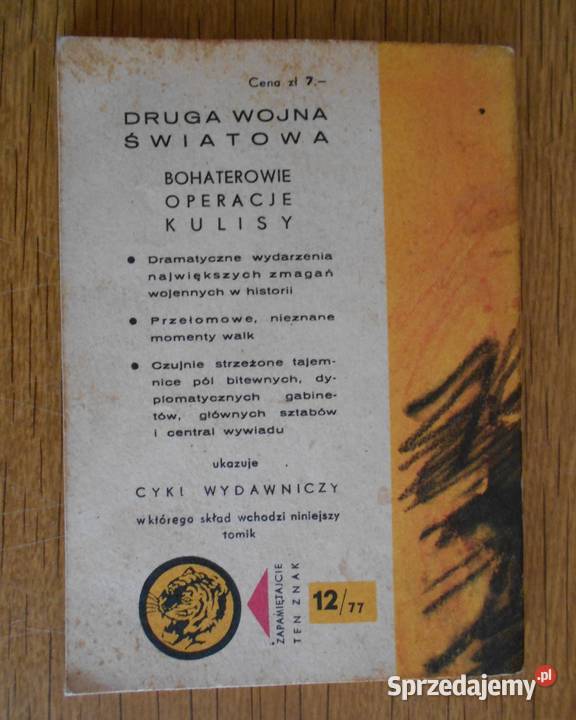 Cena zł 7.–
DRUGA WOJNA
ŚWIATOWA
BOHATEROWIE
OPERACJE
KULISY
• Dramatyczne wydarzenia
największych zmagań
wojennych w historii
• Przełomowe, nieznane
momenty walk
• Czujnie strzeżone tajem-
nice pól bitewnych, dy-
plomatycznych gabine-
tów, głównych sztabów
i central wywiadu
ukazuje
CYKL WYDAWNICZY
w którego skład wchodzi niniejszy
tomik
ZAPAMIĘTAJCIE
TEN ZNAK
12/77
Sprzedajemy.pl